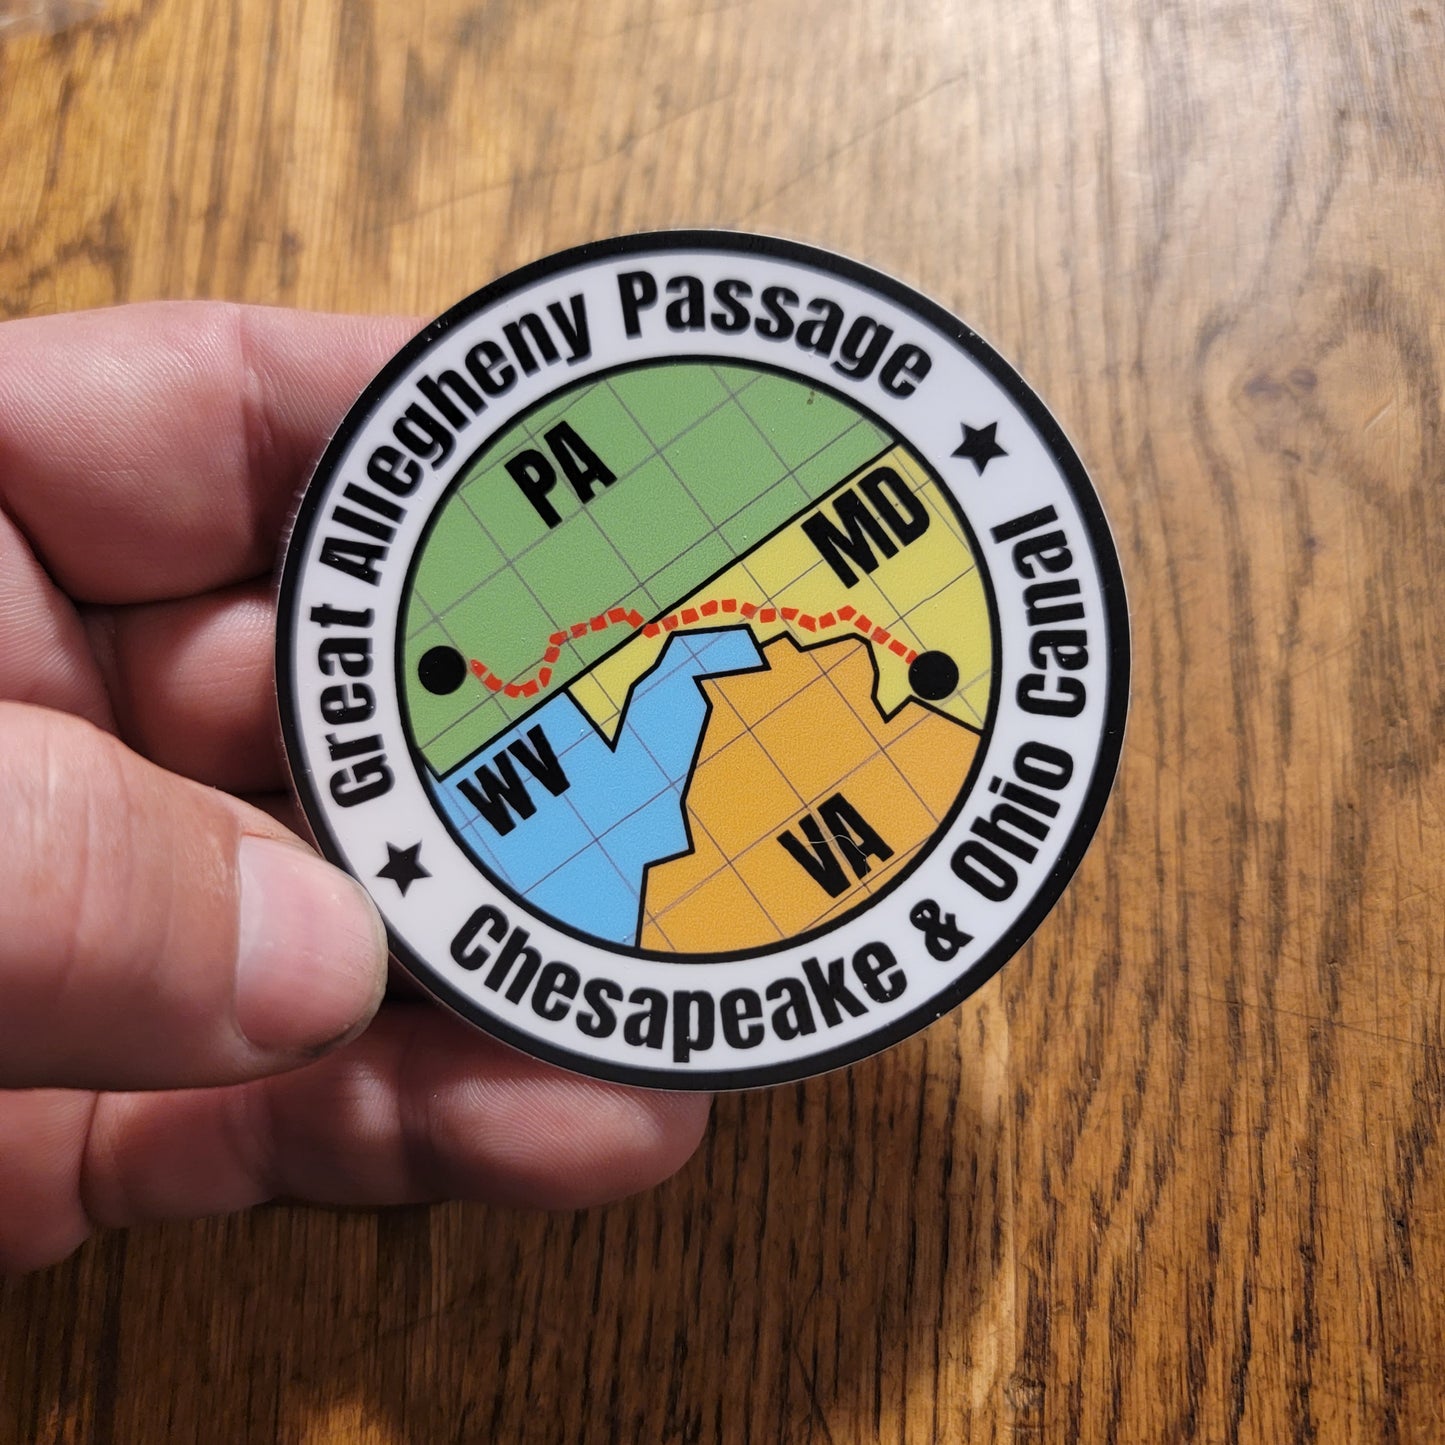 Great Allegheny Passage
PA
MD
WV
VA
Chesapeake & Ohio Canal